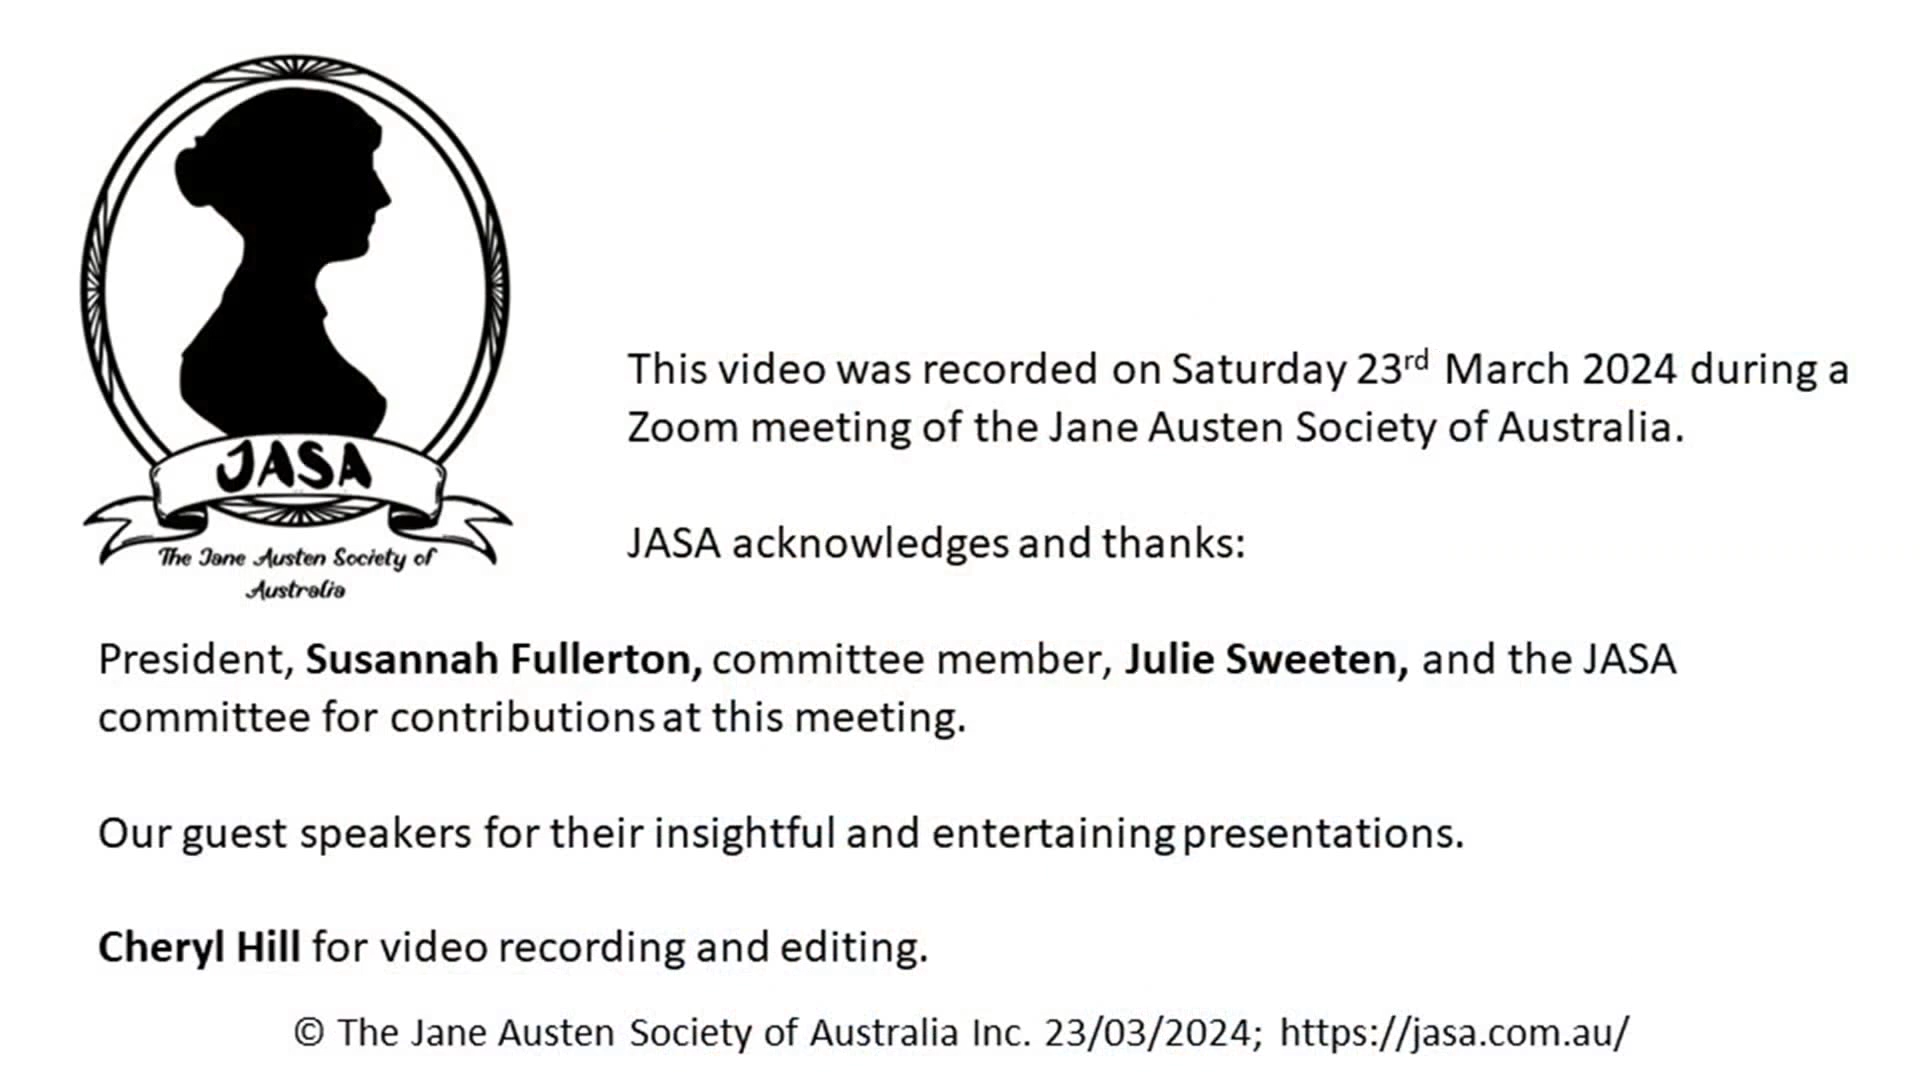 JASA
The Jane Austen Society of
Australia
This video was recorded on Saturday 23rd March 2024 during a
Zoom meeting of the Jane Austen Society of Australia.
JASA acknowledges and thanks:
President, Susannah Fullerton, committee member, Julie Sweeten, and the JASA
committee for contributions at this meeting.
Our guest speakers for their insightful and entertaining presentations.
Cheryl Hill for video recording and editing.
© The Jane Austen Society of Australia Inc. 23/03/2024; https://jasa.com.au/